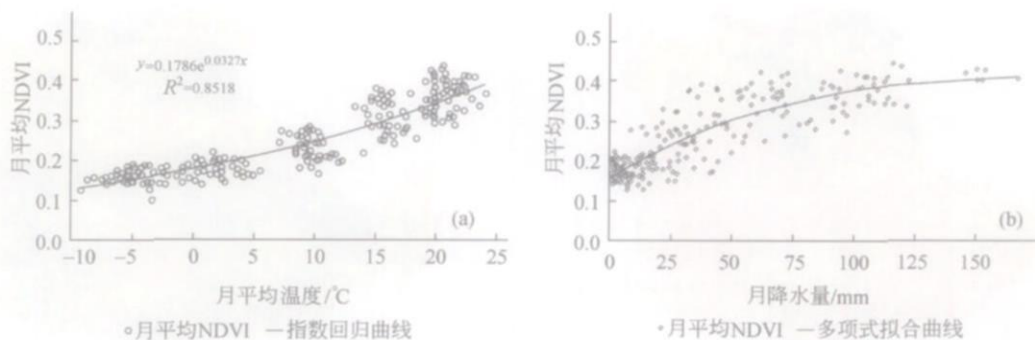 0.5
0.4
0.3
0.2
0.1
0.0
月平均NDVI
y=0.1786e^0.0327x
R²=0.8518
(a)
-10 -5 0 5 10 15 20 25
月平均温度/℃
○月平均NDVI —指数回归曲线
0.5
0.4
0.3
0.2
0.1
0.0
月平均NDVI
(b)
0 25 50 75 100 125 150
月降水量/mm
•月平均NDVI —多项式拟合曲线